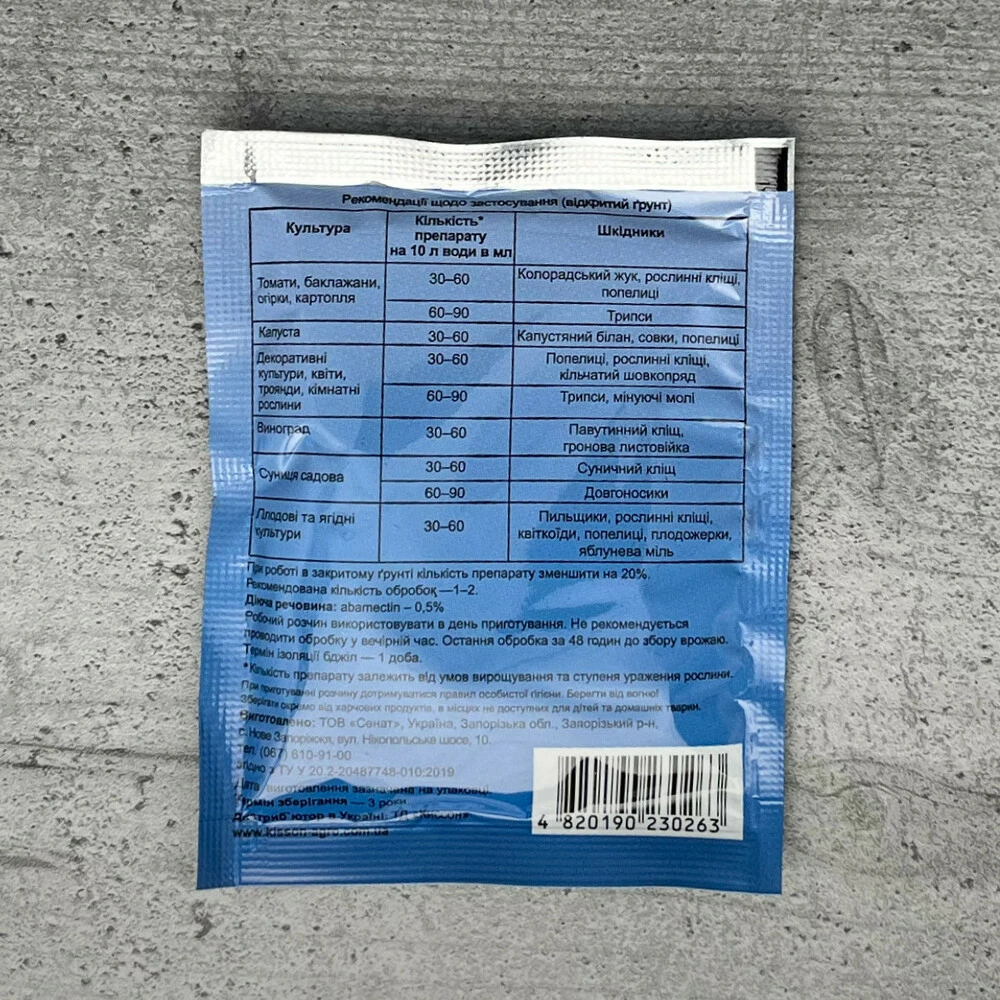 Рекомендації щодо застосування (відкритий ґрунт)
Культура
Кількість*
препарату
на 10 л води в мл
Шкідники
Томати, баклажани,
огірки, картопля
30–60
Колорадський жук, рослинні кліщі,
попелиці
60–90
Трипси
Капуста
30–60
Капустяний білан, совки, попелиці
Декоративні
культури, квіти,
троянди, кімнатні
рослини
30–60
Попелиці, рослинні кліщі,
кільчатий шовкопряд
60–90
Трипси, мінуючі молі
Виноград
30–60
Павутинний кліщ,
гронова листовійка
Суниця садова
30–60
Суничний кліщ
60–90
Довгоносики
Плодові та ягідні
культури
30–60
Пильщики, рослинні кліщі,
квіткоїди, попелиці, плодожерки,
яблунева міль
При роботі в закритому ґрунті кількість препарату зменшити на 20%.
Рекомендована кількість обробок —1–2.
Діюча речовина: abamectin – 0,5%
Робочий розчин використовувати в день приготування. Не рекомендується
проводити обробку у вечірній час. Остання обробка за 48 годин до збору врожаю.
Термін ізоляції бджіл — 1 доба.
*Кількість препарату залежить від умов вирощування та ступеня ураження рослини.
При приготуванні розчину дотримуватися правил особистої гігієни. Берегти від вогню!
Зберігати окремо від харчових продуктів, в місцях не доступних для дітей та домашніх тварин.
Виготовлено: ТОВ «Сенат», Україна, Запорізька обл., Запорізький р-н,
с. Нове Запоріжжя, вул. Нікопольське шосе, 10.
тел. (067) 610-91-00
Згідно з ТУ У 20.2-20487748-010:2019
Дата виготовлення зазначена на упаковці.
Термін зберігання — 3 роки
Дистриб'ютор в Україні: ТД «Киссон»
www.kisson-agro.com.ua
4 820190 230263